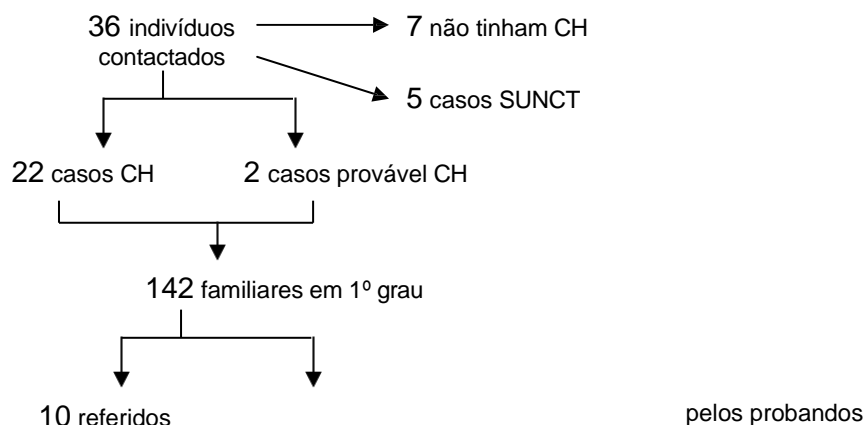 36 indivíduos
contactados
7 não tinham CH
5 casos SUNCT
22 casos CH
2 casos provável CH
142 familiares em 1º grau
10 referidos
pelos probandos